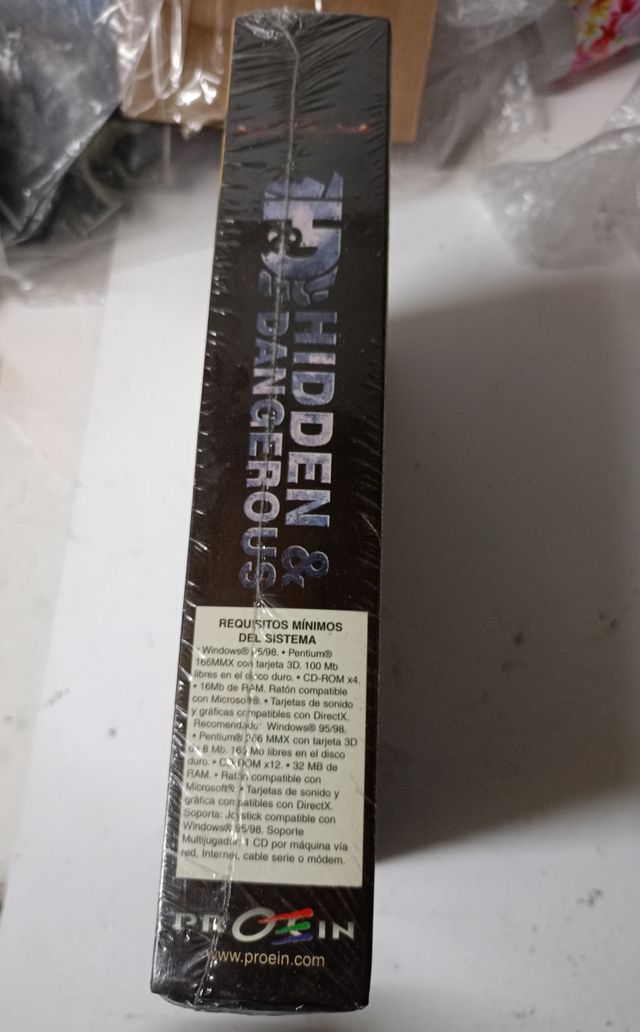 HIDDEN &
DANGEROUS
REQUISITOS MÍNIMOS
DEL SISTEMA
• Windows® 95/98. • Pentium®
166MMX con tarjeta 3D. 100 Mb
libres en el disco duro. • CD-ROM x4.
• 16Mb de RAM. Ratón compatible
con Microsoft®. • Tarjetas de sonido
y gráficas compatibles con DirectX.
Recomendado: Windows® 95/98.
• Pentium® 266 MMX con tarjeta 3D
de 8 Mb. Mo libres en el disco
duro. • CD-ROM x12. • 32 MB de
RAM. • Ratón compatible con
Microsoft®. • Tarjetas de sonido y
gráfica compatibles con DirectX.
Soporta: Joystick compatible con
Windows® 95/98. Soporte
Multijugador: 1 CD por máquina vía
red, Internet, cable serie o módem.
PROEIN
www.proein.com